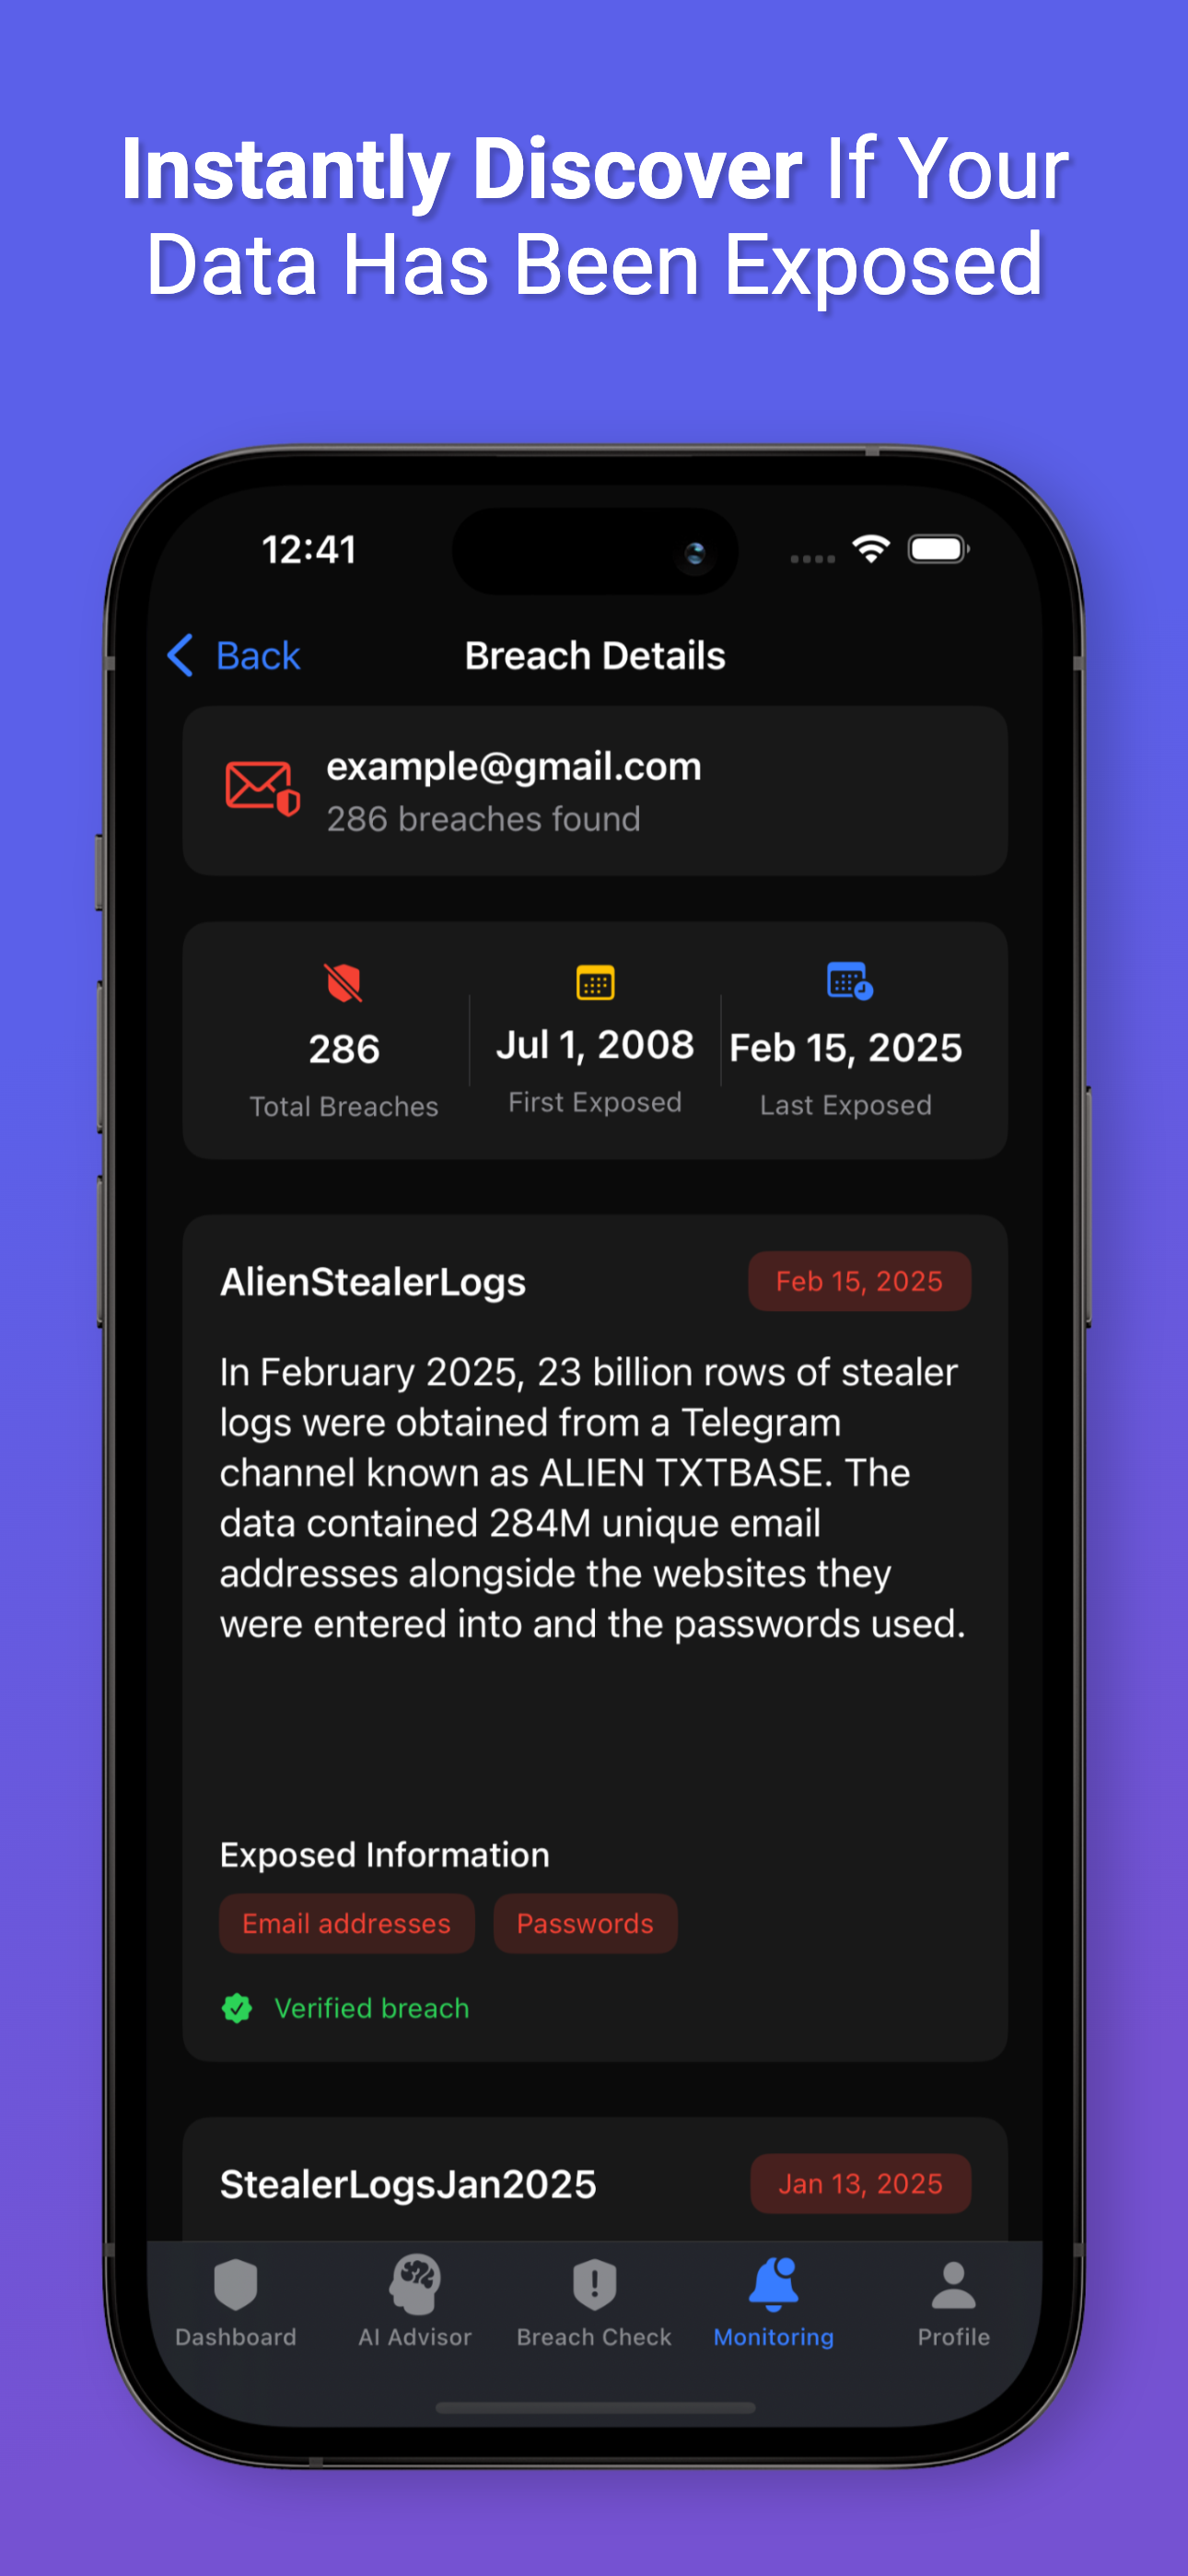 Instantly Discover If Your
Data Has Been Exposed
12:41
Back
Breach Details
example@gmail.com
286 breaches found
286
Total Breaches
Jul 1, 2008
First Exposed
Feb 15, 2025
Last Exposed
AlienStealerLogs
Feb 15, 2025
In February 2025, 23 billion rows of stealer
logs were obtained from a Telegram
channel known as ALIEN TXTBASE. The
data contained 284M unique email
addresses alongside the websites they
were entered into and the passwords used.
Exposed Information
Email addresses
Passwords
Verified breach
StealerLogsJan2025
Jan 13, 2025
Dashboard
AI Advisor
Breach Check
Monitoring
Profile